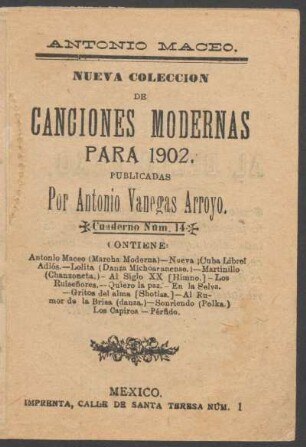 ANTONIO MACEO.
NUEVA COLECCION
DE
CANCIONES MODERNAS
PARA 1902.
PUBLICADAS
Por Antonio Vanegas Arroyo.
Cuaderno Núm. 14
CONTIENE:
Antonio Maceo (Marcha Moderna)—Nueva ¡Cuba Libre!
Adiós.—Lolita (Danza Michoacanense.)—Martinillo
(Chanzoneta.)—Al Siglo XX (Himno.)—Los
Ruiseñores.—Quiero la paz.—En la Selva.
—Gritos del alma (Shotis.)—Al Ru-
mor de la Brisa (danza.)—Sonriendo (Polka.)
Los Capiros—Pérfido.
MEXICO.
IMPRENTA, CALLE DE SANTA TERESA NÚM. 1